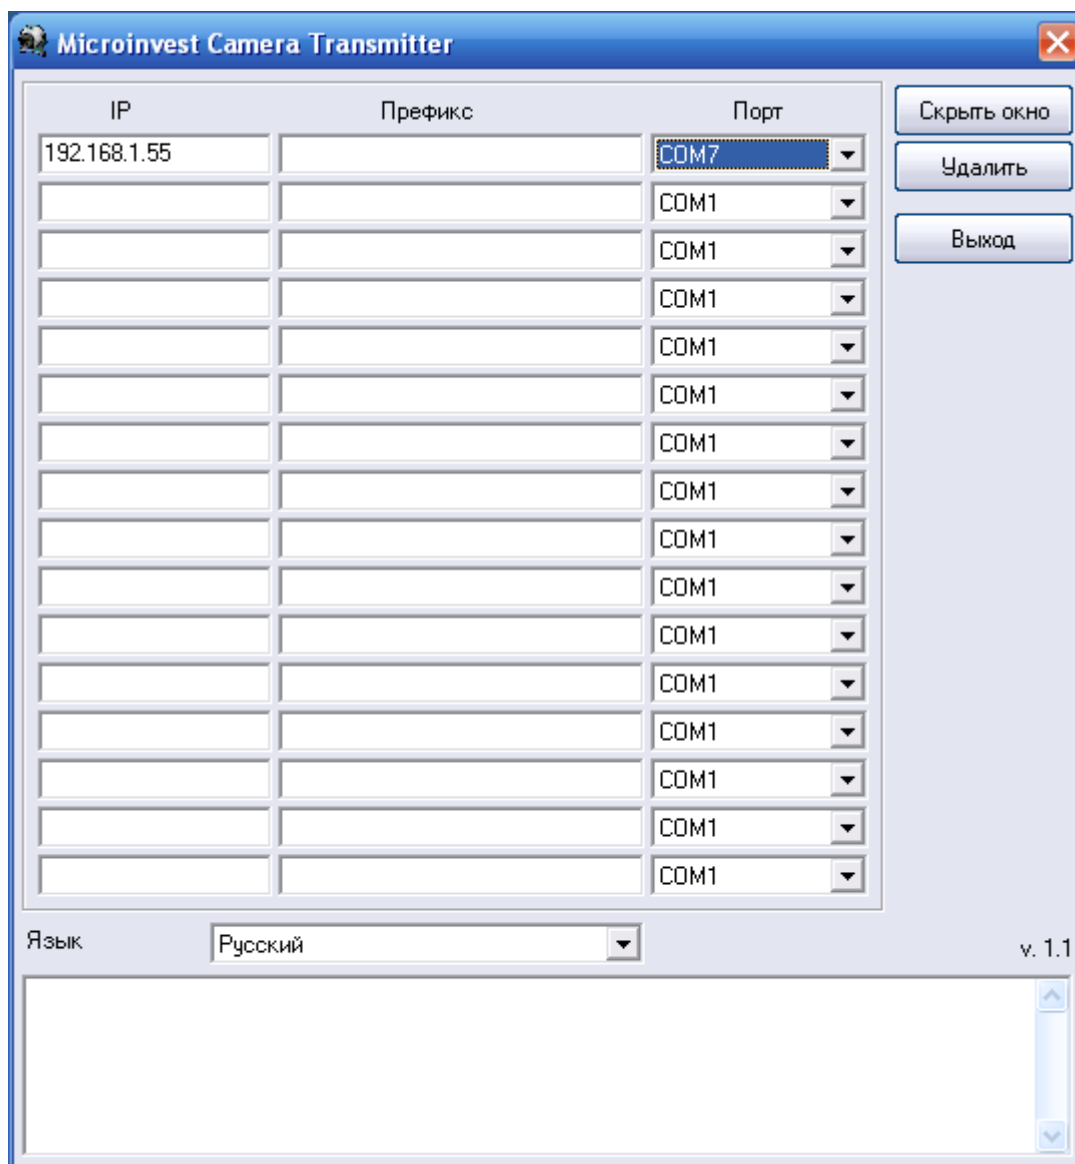 Microinvest Camera Transmitter
IP Префикс Порт
Скрыть окно
192.168.1.55 COM7
Удалить
COM1
Выход
COM1
COM1
COM1
COM1
COM1
COM1
COM1
COM1
COM1
COM1
COM1
COM1
COM1
COM1
Язык Русский v. 1.1